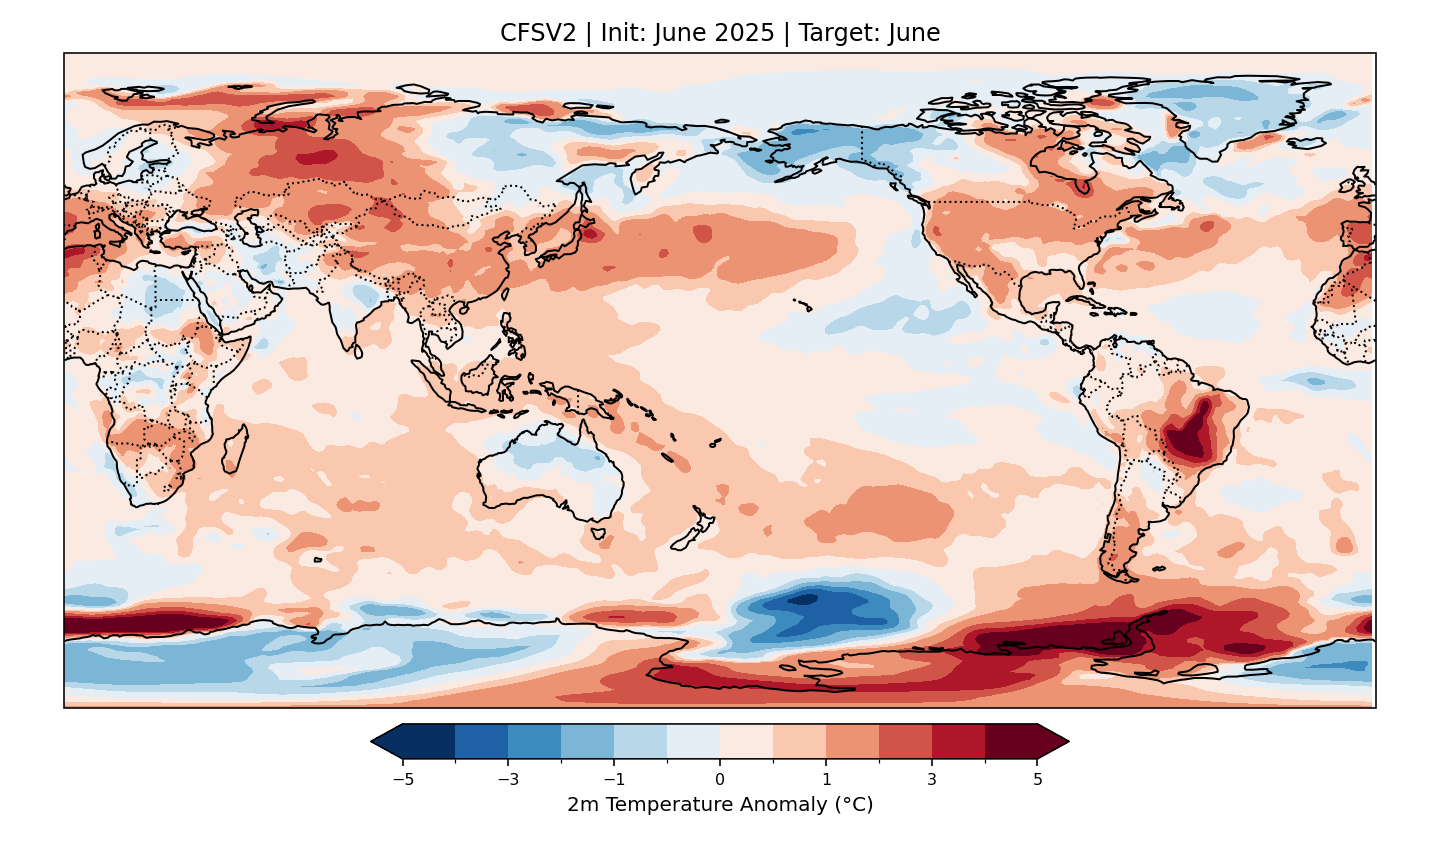 CFSV2 | Init: June 2025 | Target: June
−5 −3 −1 0 1 3 5
2m Temperature Anomaly (°C)